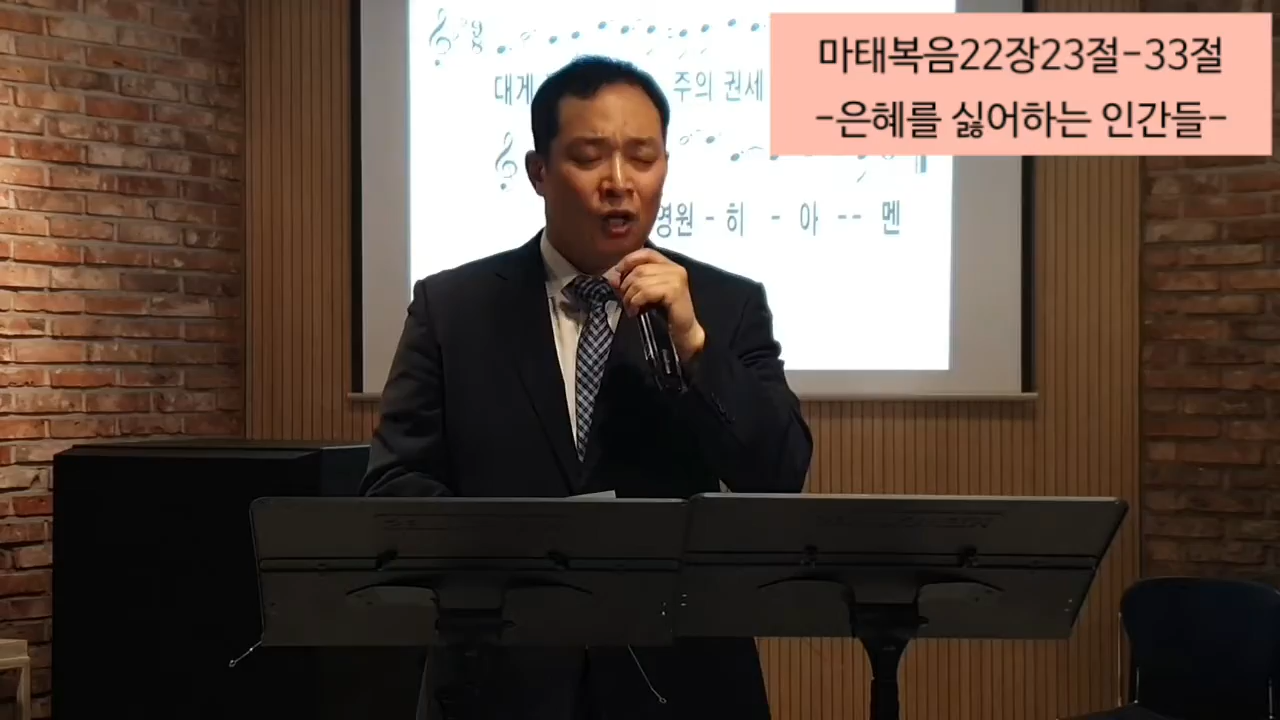 마태복음22장23절-33절
-은혜를 싫어하는 인간들-
대게 주의 권세
영원 - 히 - 아 -- 멘